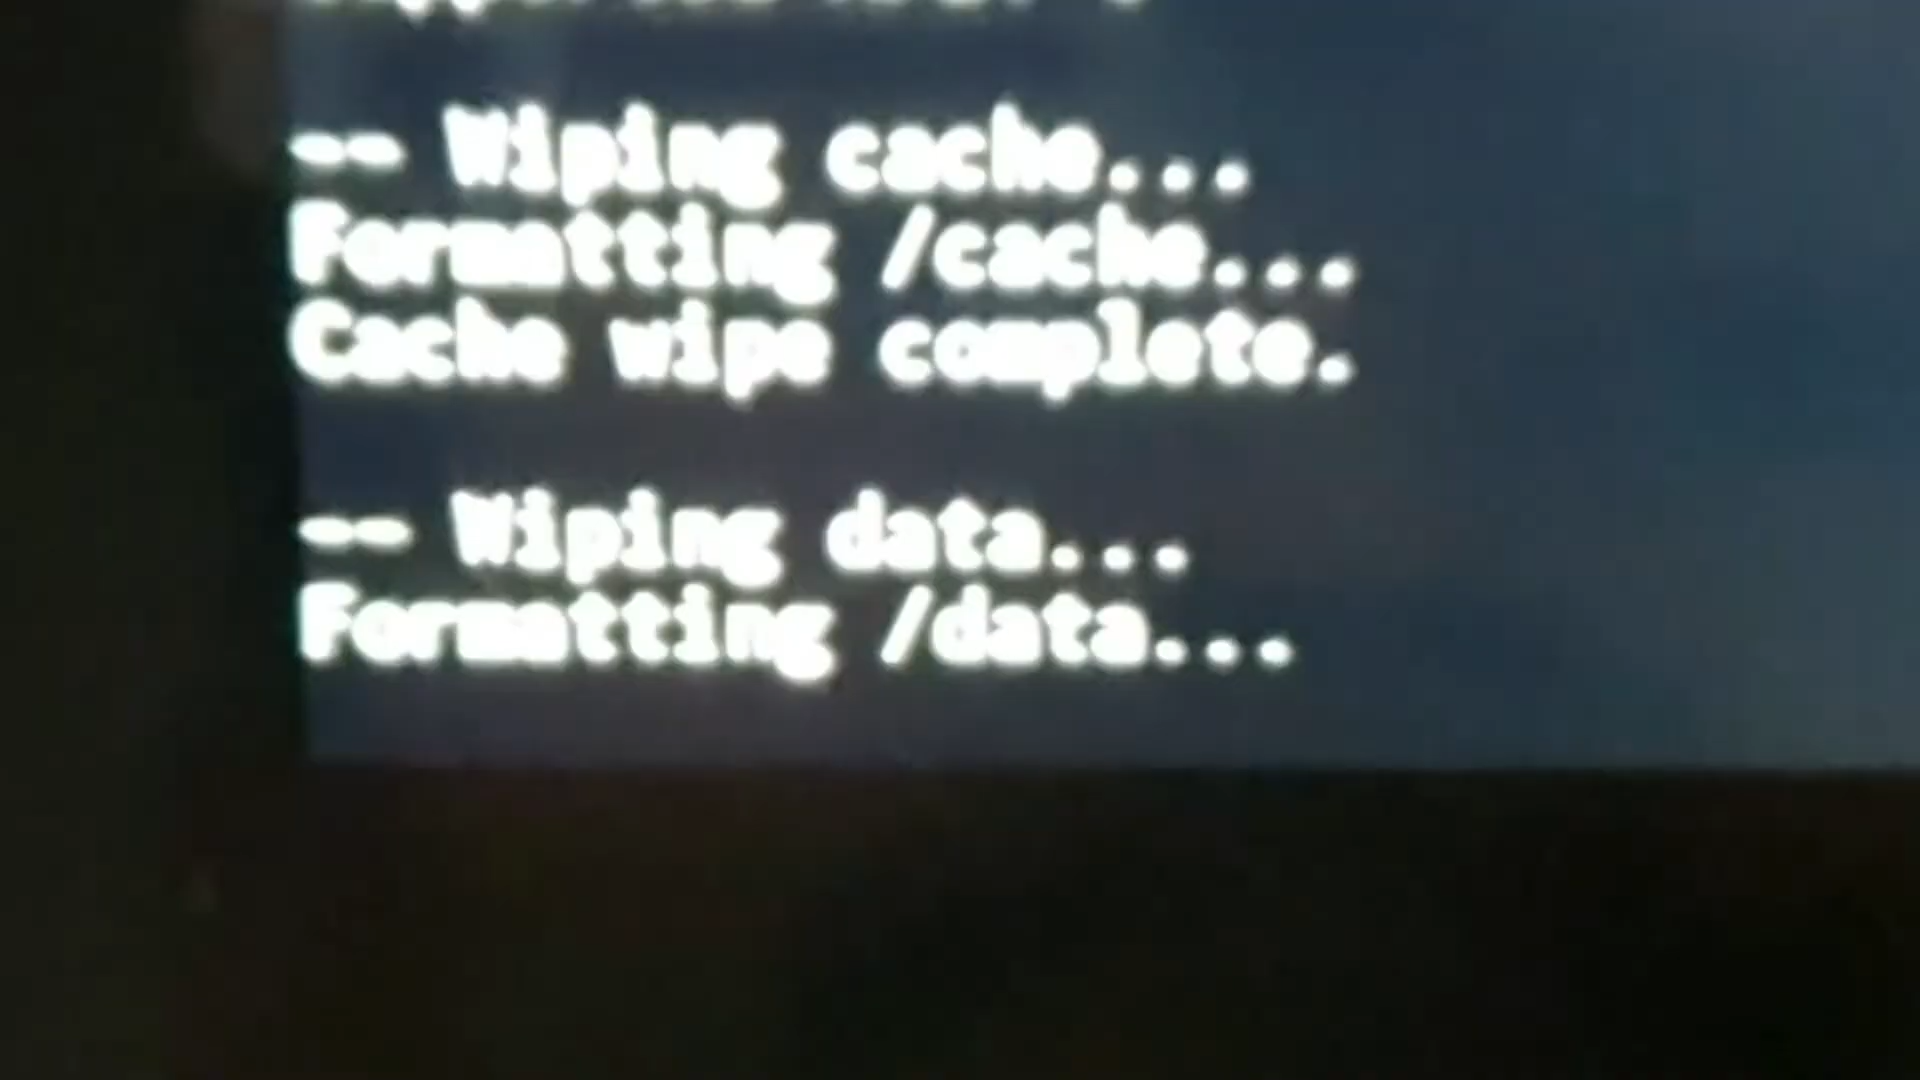 -- Wiping cache...
Formatting /cache...
Cache wipe complete.
-- Wiping data...
Formatting /data...